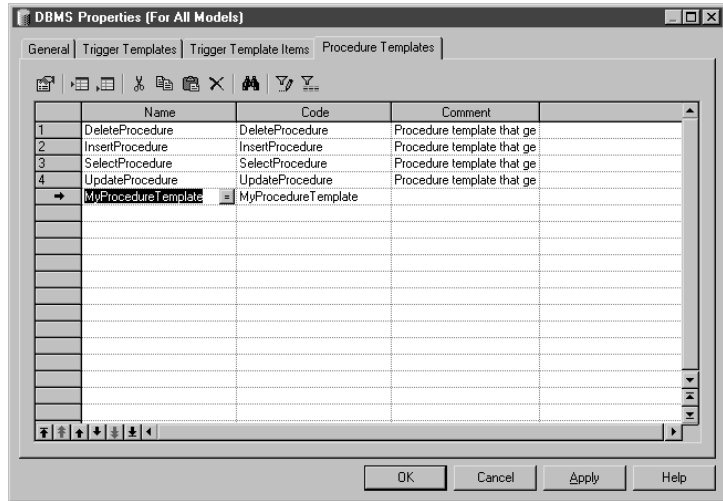 DBMS Properties (For All Models)
General Trigger Templates Trigger Template Items Procedure Templates
Name Code Comment
1 DeleteProcedure DeleteProcedure Procedure template that ge
2 InsertProcedure InsertProcedure Procedure template that ge
3 SelectProcedure SelectProcedure Procedure template that ge
4 UpdateProcedure UpdateProcedure Procedure template that ge
MyProcedureTemplate = MyProcedureTemplate
OK Cancel Apply Help